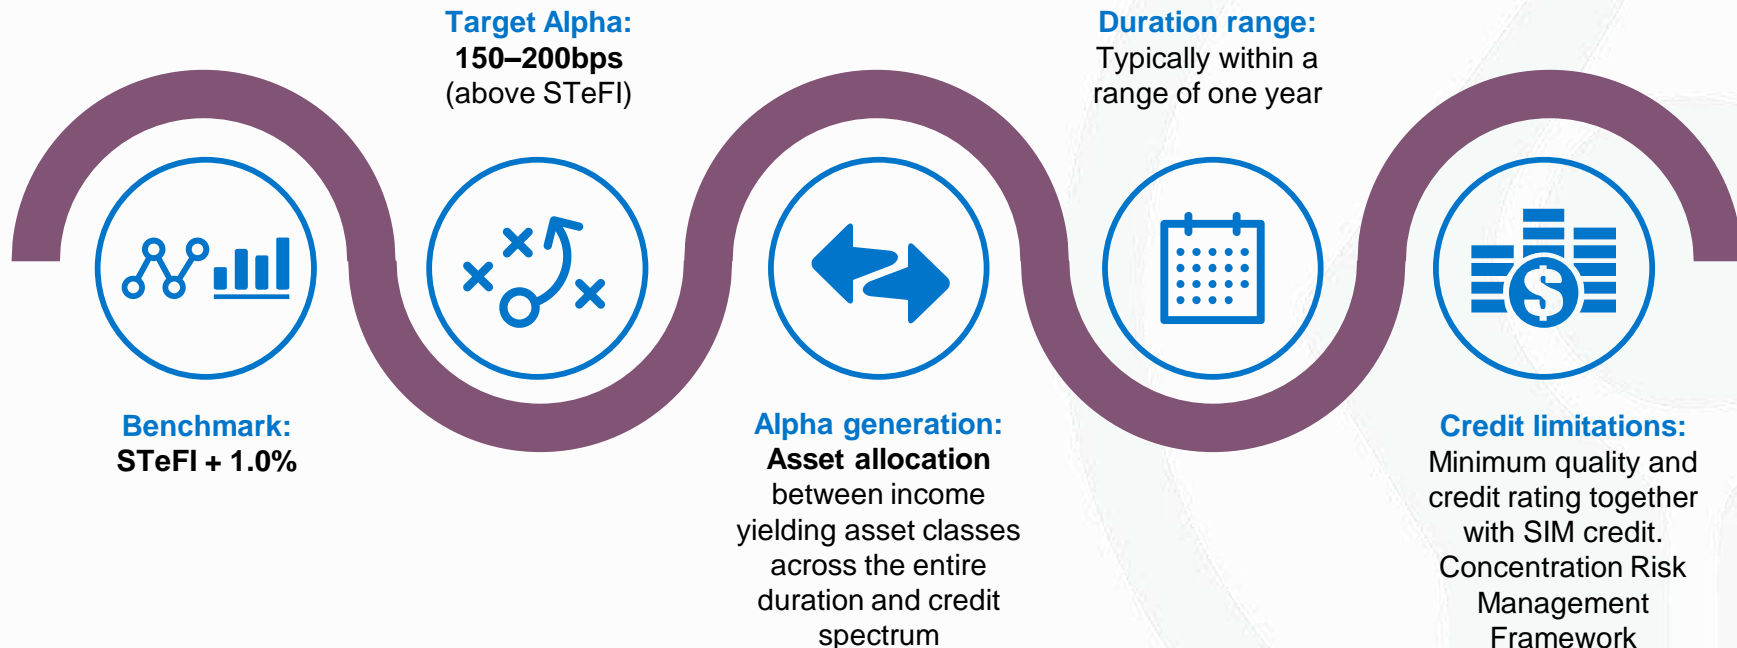 Target Alpha:
150–200bps
(above STeFI)
Duration range:
Typically within a
range of one year
$
Benchmark:
STeFI + 1.0%
Alpha generation:
Asset allocation
between income
yielding asset classes
across the entire
duration and credit
spectrum
Credit limitations:
Minimum quality and
credit rating together
with SIM credit.
Concentration Risk
Management
Framework